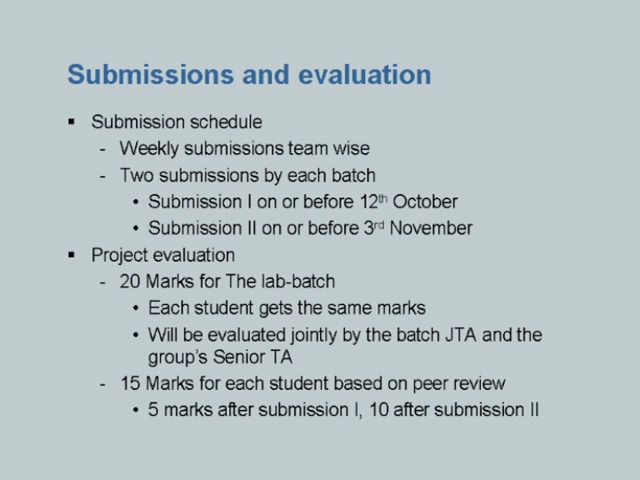 Submissions and evaluation
▪ Submission schedule
- Weekly submissions team wise
- Two submissions by each batch
• Submission I on or before 12th October
• Submission II on or before 3rd November
▪ Project evaluation
- 20 Marks for The lab-batch
• Each student gets the same marks
• Will be evaluated jointly by the batch JTA and the
group's Senior TA
- 15 Marks for each student based on peer review
• 5 marks after submission I, 10 after submission II